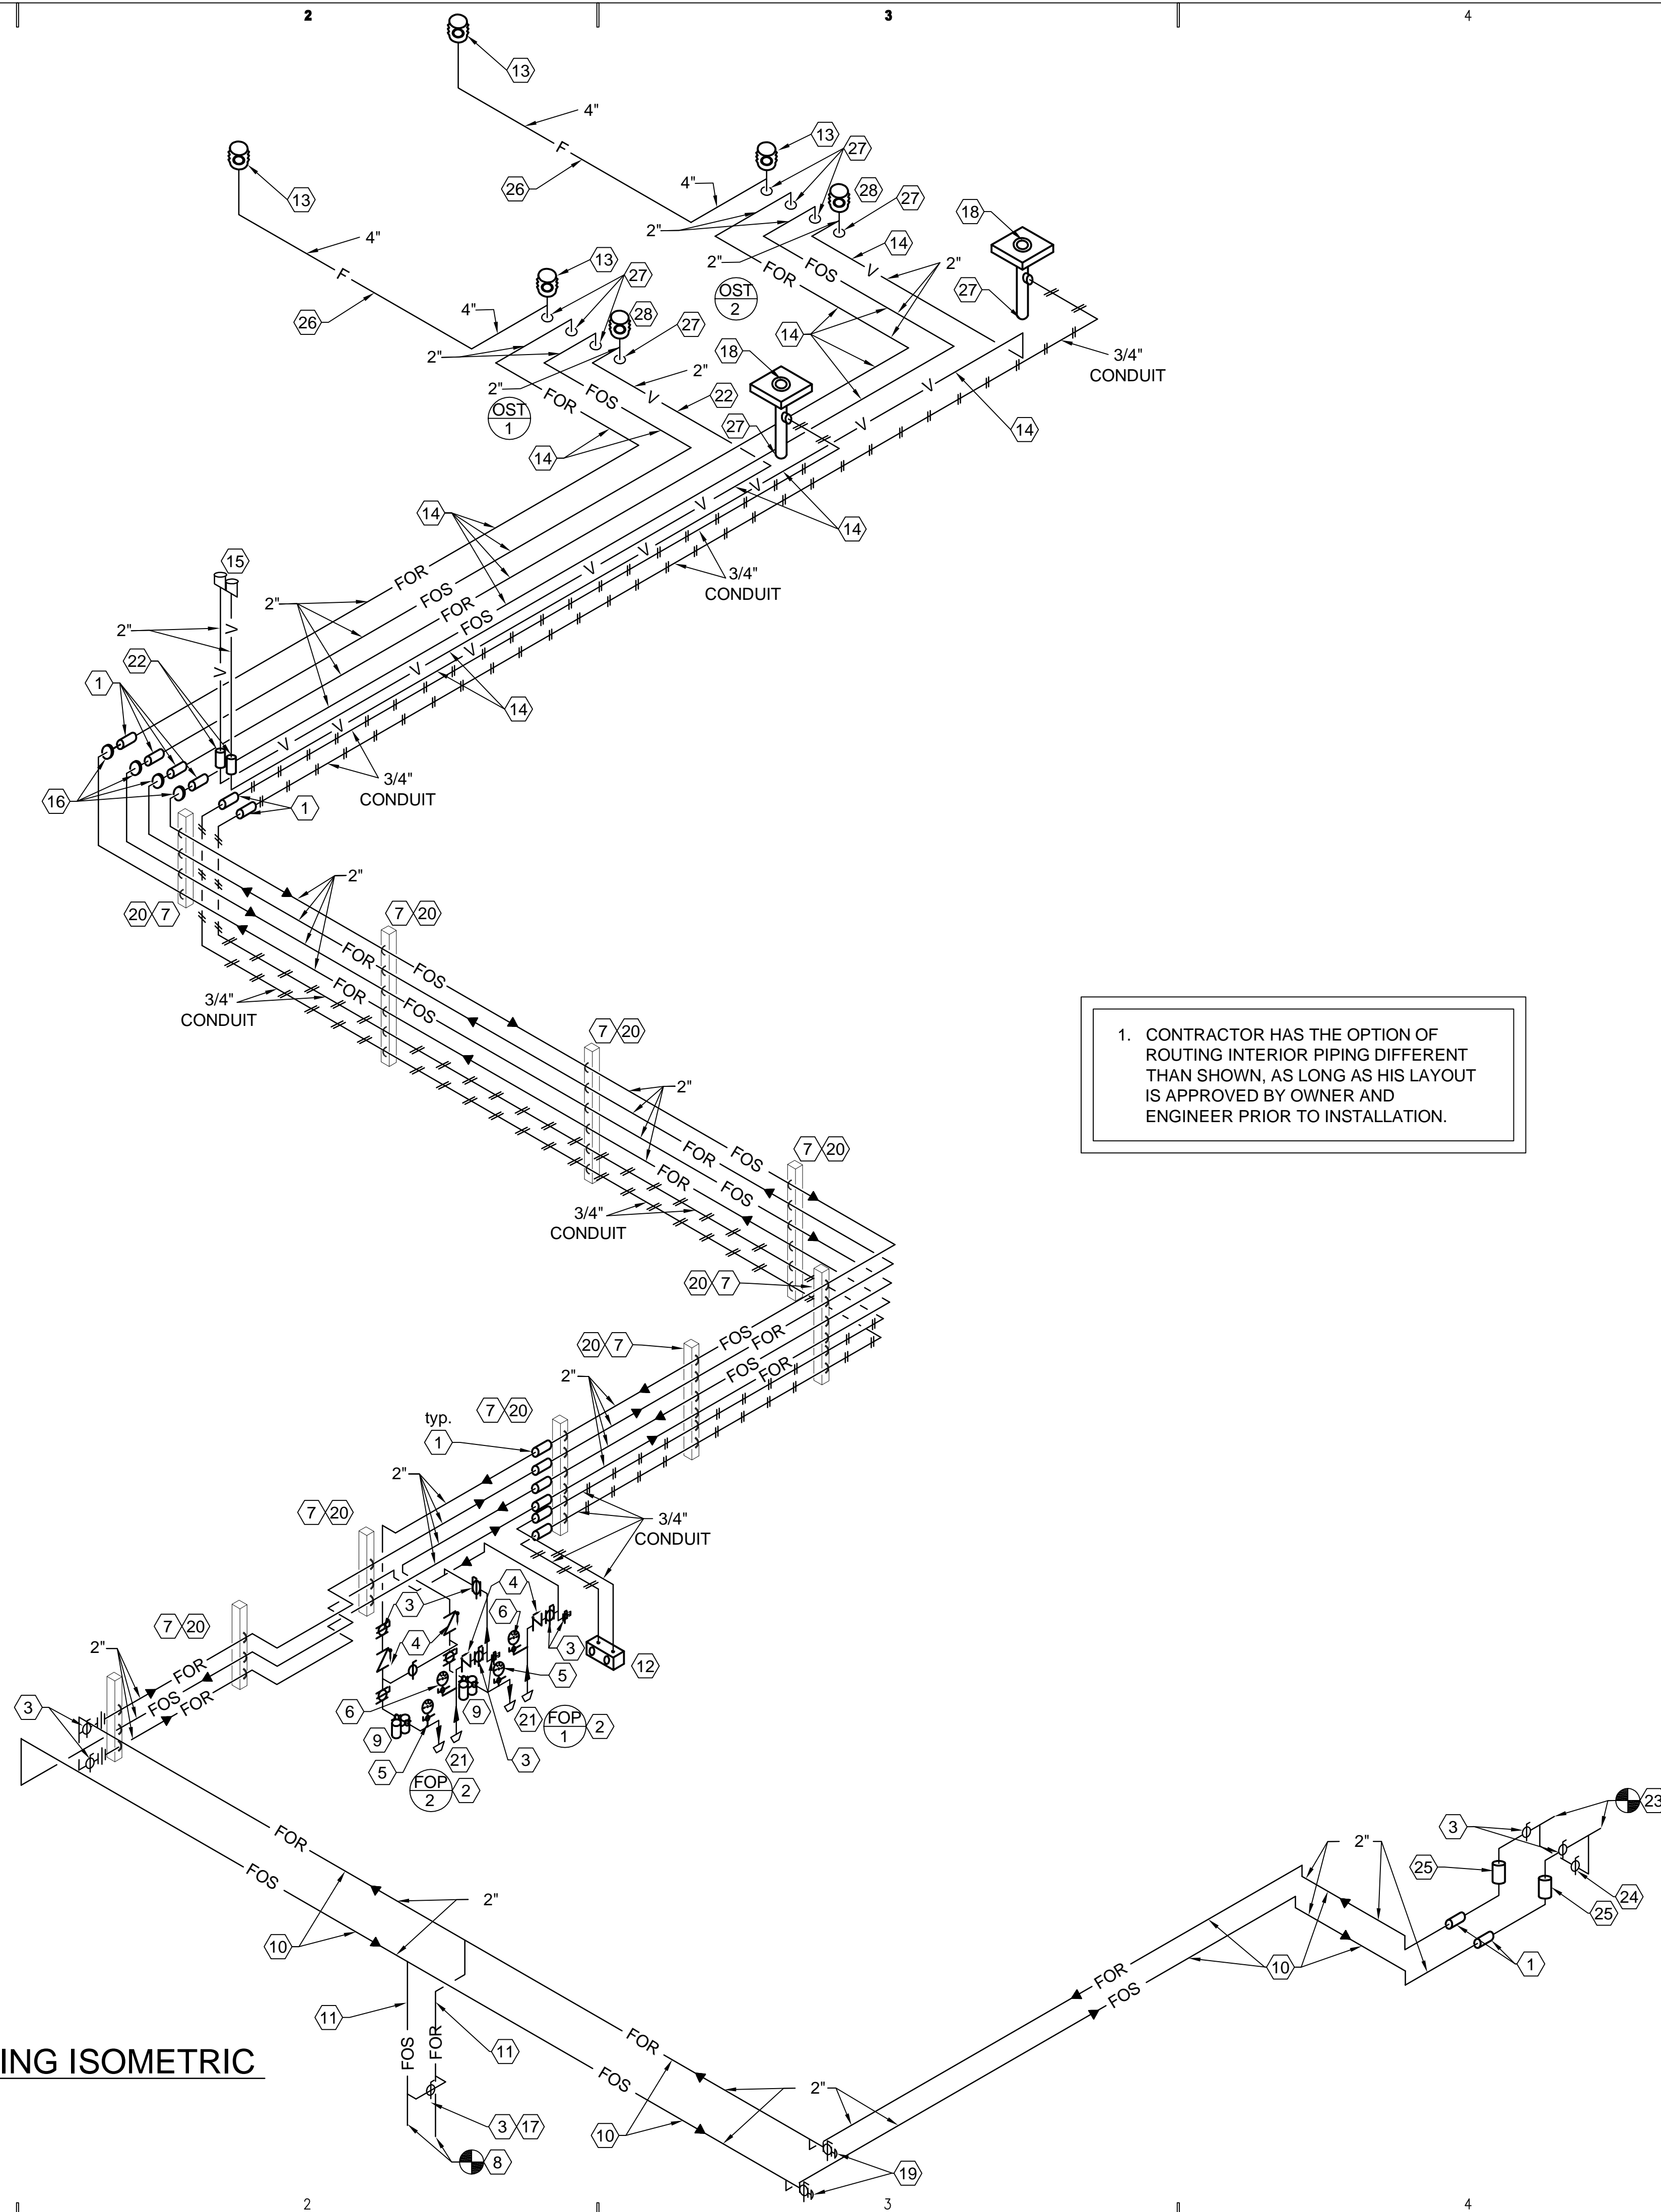 2
3
4
13
4"
F
26
13
27
4"
28
27
2"
14
2"
18
2"
V
FOR
FOS
OST
2
27
14
3/4"
CONDUIT
14
V
V
13
4"
F
26
13
27
4"
28
27
2"
2"
2"
22
V
FOR
FOS
OST
1
14
18
27
14
V
V
14
V
V
3/4"
CONDUIT
15
FOR
FOS
FOR
FOS
2"
2"
V
V
22
1
V
V
14
V
V
3/4"
CONDUIT
16
1
2"
20
7
7
20
FOS
FOR
FOS
FOR
3/4"
CONDUIT
7
20
2"
FOS
FOR
FOS
FOR
7
20
3/4"
CONDUIT
20
7
1. CONTRACTOR HAS THE OPTION OF
ROUTING INTERIOR PIPING DIFFERENT
THAN SHOWN, AS LONG AS HIS LAYOUT
IS APPROVED BY OWNER AND
ENGINEER PRIOR TO INSTALLATION.
20
7
FOS
FOR
FOS
FOR
2"
typ.
1
7
20
2"
7
20
3/4"
CONDUIT
4
3
6
4
3
12
5
6
9
21
FOP
1
2
9
5
21
3
FOP
2
2
7
20
2"
FOR
FOS
FOR
3
FOR
FOS
2"
10
11
FOS
FOR
11
3
17
8
FOR
FOS
2"
10
19
FOR
FOS
10
2"
3
23
25
24
25
1
ING ISOMETRIC
2
3
4